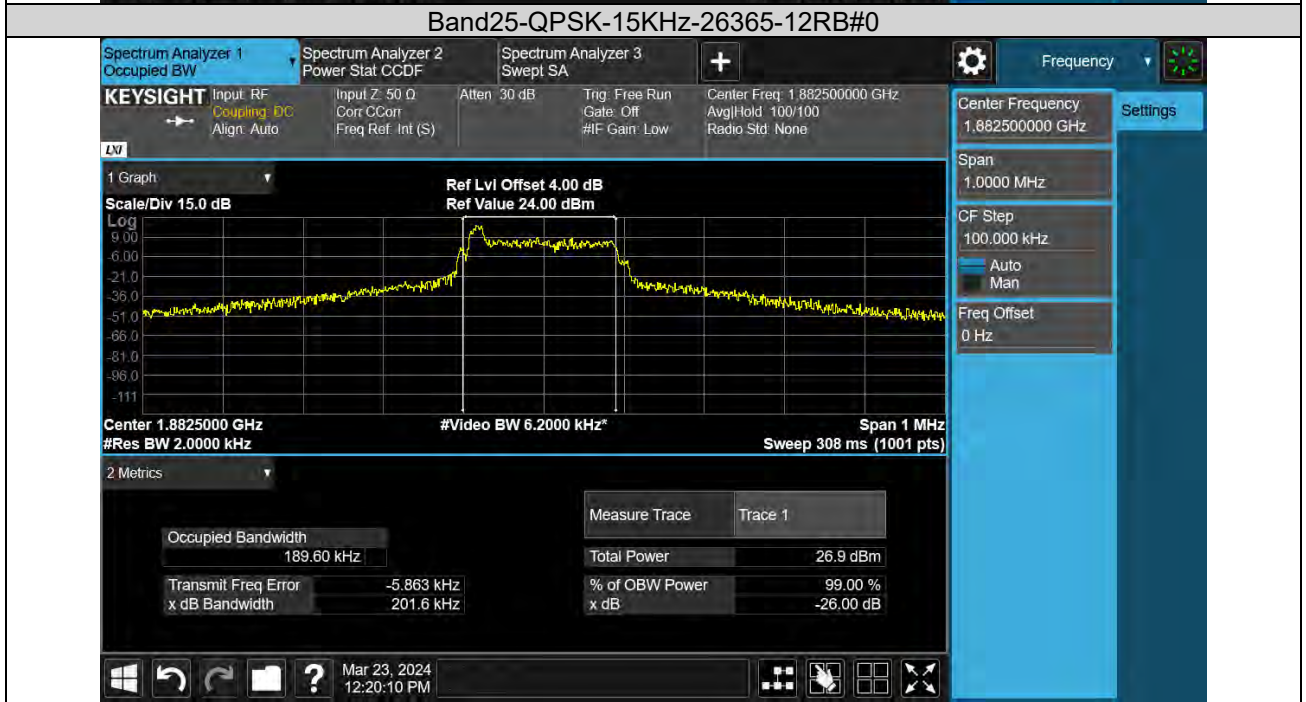 Band25-QPSK-15KHz-26365-12RB#0
Spectrum Analyzer 1
Occupied BW
Spectrum Analyzer 2
Power Stat CCDF
Spectrum Analyzer 3
Swept SA
+
Frequency
KEYSIGHT
Input: RF
Coupling: DC
Align: Auto
Input Z: 50 Ω
Corr CCorr
Freq Ref: Int (S)
Atten: 30 dB
Trig: Free Run
Gate: Off
#IF Gain: Low
Center Freq: 1.882500000 GHz
Avg|Hold: 100/100
Radio Std: None
LXI
Center Frequency
1.882500000 GHz
Settings
Span
1.0000 MHz
CF Step
100.000 kHz
Auto
Man
Freq Offset
0 Hz
1 Graph
Scale/Div 15.0 dB
Ref Lvl Offset 4.00 dB
Ref Value 24.00 dBm
Log
9.00
-6.00
-21.0
-36.0
-51.0
-66.0
-81.0
-96.0
-111
Center 1.8825000 GHz
#Res BW 2.0000 kHz
#Video BW 6.2000 kHz*
Span 1 MHz
Sweep 308 ms (1001 pts)
2 Metrics
Measure Trace
Trace 1
Occupied Bandwidth
189.60 kHz
Total Power
26.9 dBm
Transmit Freq Error
-5.863 kHz
% of OBW Power
99.00 %
x dB Bandwidth
201.6 kHz
x dB
-26.00 dB
?
Mar 23, 2024
12:20:10 PM